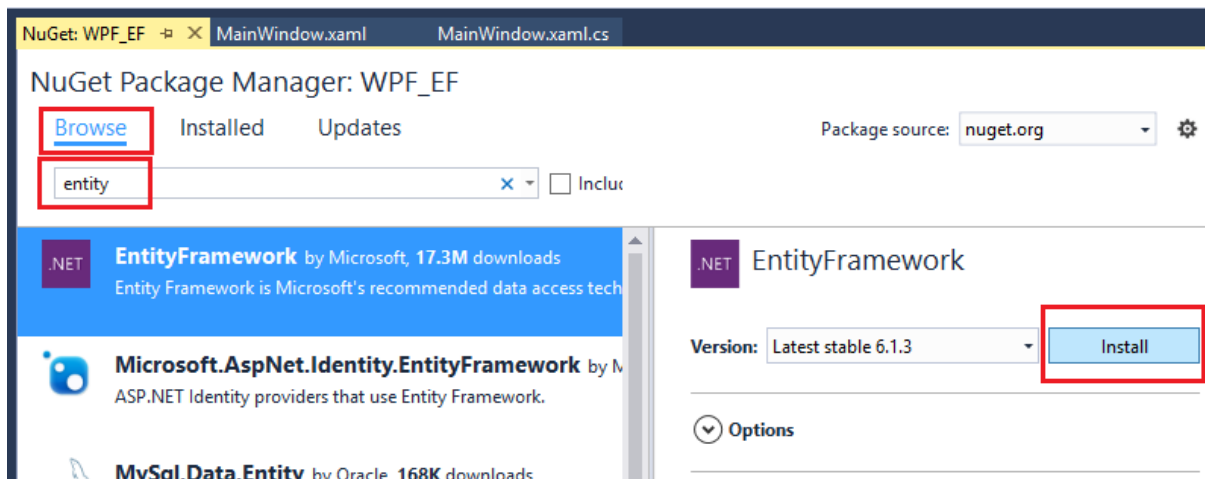 NuGet: WPF_EF MainWindow.xaml MainWindow.xaml.cs
NuGet Package Manager: WPF_EF
Browse Installed Updates Package source: nuget.org
entity
.NET EntityFramework by Microsoft, 17.3M downloads
Entity Framework is Microsoft's recommended data access tech
.NET EntityFramework
Version: Latest stable 6.1.3 Install
Microsoft.AspNet.Identity.EntityFramework by
ASP.NET Identity providers that use Entity Framework.
Options
MySql.Data.Entity by Oracle, 168K downloads